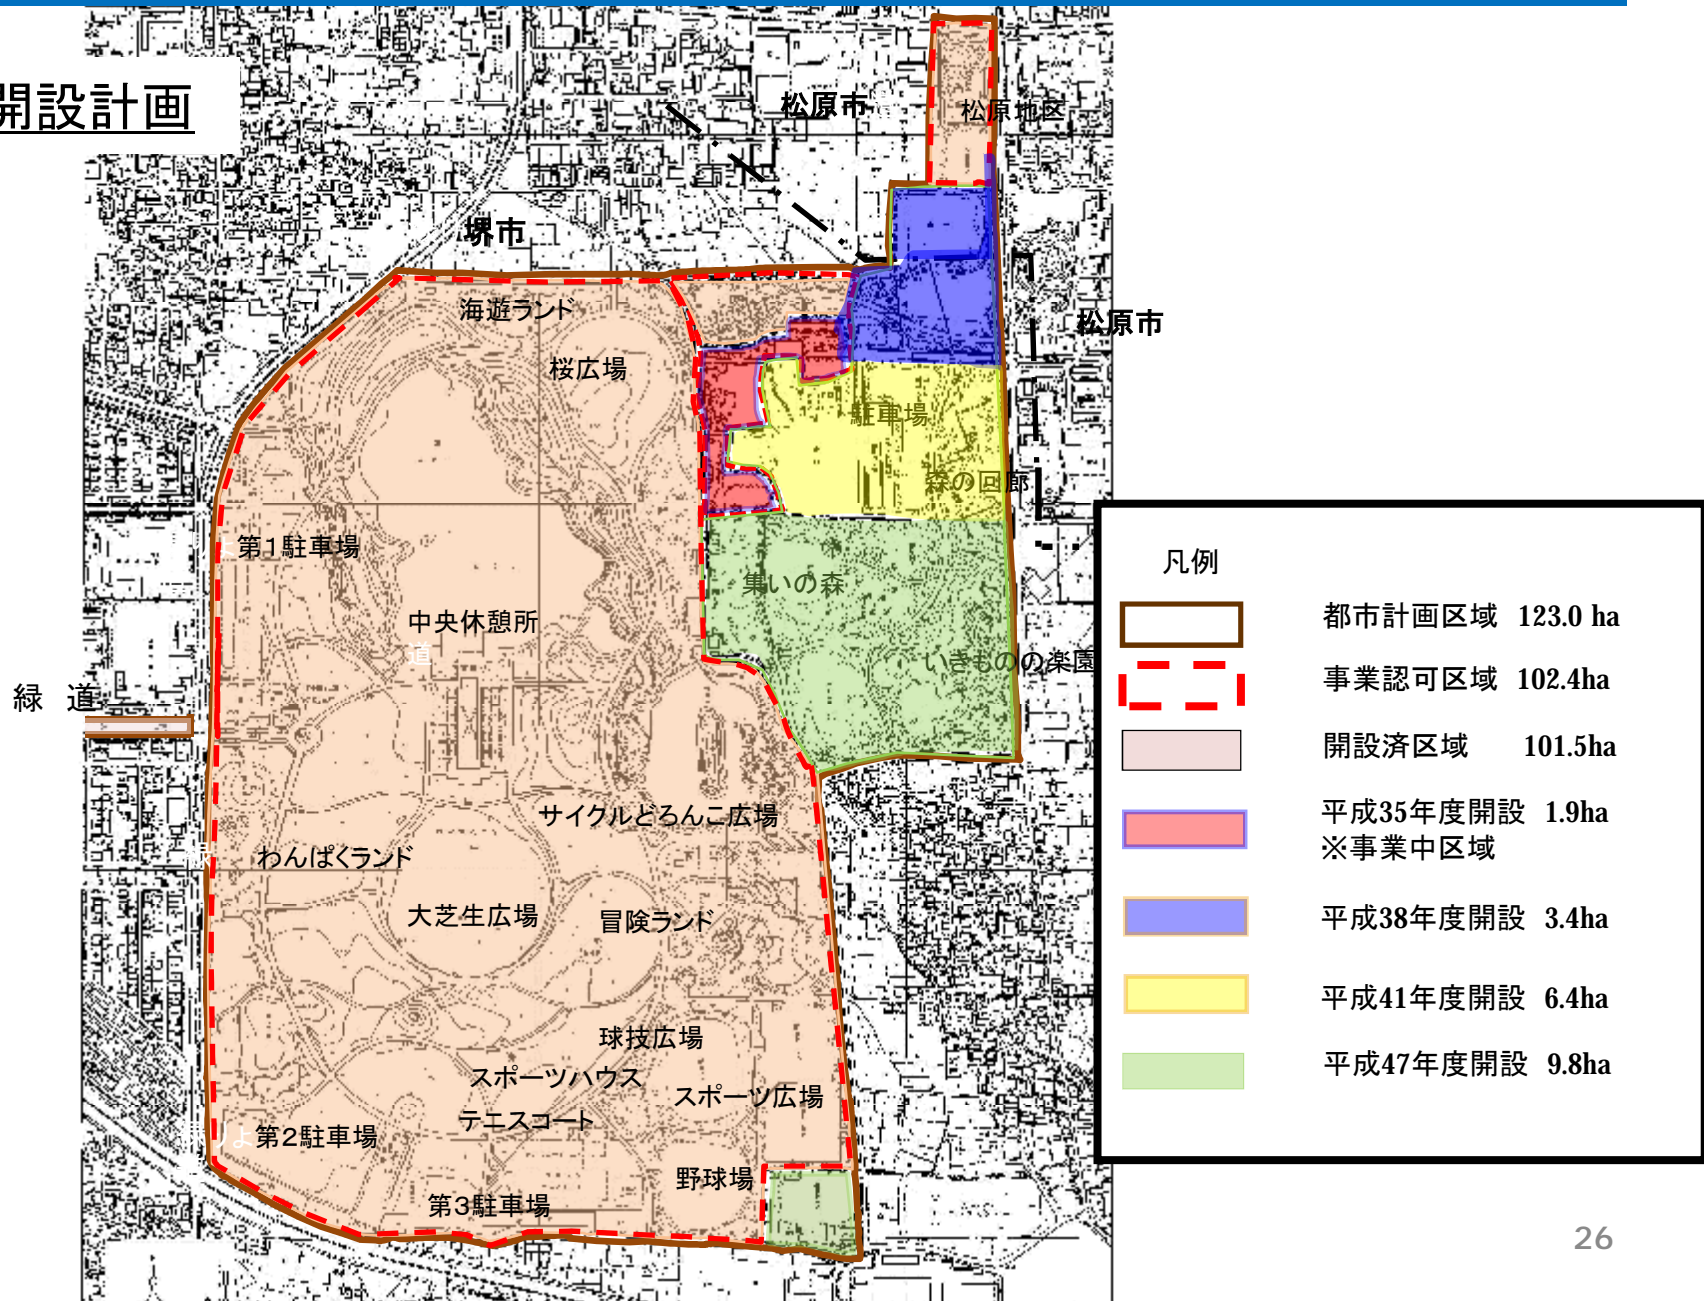 開設計画
松原市
松原地区
堺市
海遊ランド
松原市
桜広場
駐車場
森の回廊
第1駐車場
集いの森
中央休憩所
道
いきものの楽園
緑 道
サイクルどろんこ広場
わんぱくランド
大芝生広場
冒険ランド
球技広場
スポーツハウス
スポーツ広場
テニスコート
第2駐車場
野球場
第3駐車場
凡例
都市計画区域 123.0 ha
事業認可区域 102.4ha
開設済区域 101.5ha
平成35年度開設 1.9ha
※事業中区域
平成38年度開設 3.4ha
平成41年度開設 6.4ha
平成47年度開設 9.8ha
26